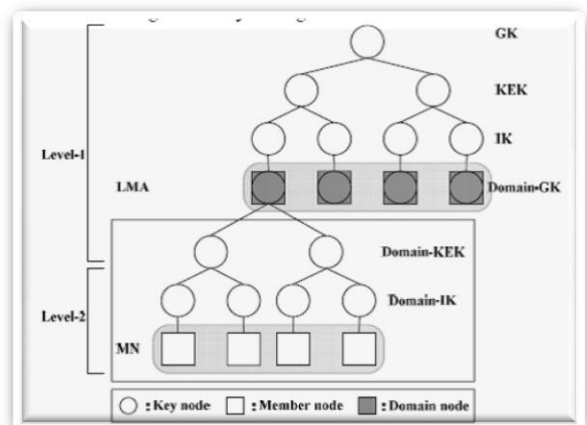 GK
KEK
IK
Level-1
LMA
Domain-GK
Domain-KEK
Domain-IK
Level-2
MN
: Key node : Member node : Domain node